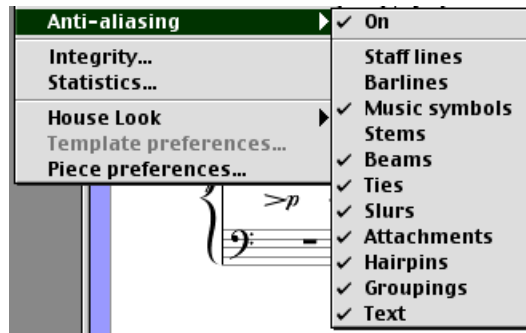 Anti-aliasing
Integrity...
Statistics...
House Look
Template preferences...
Piece preferences...
On
Staff lines
Barlines
Music symbols
Stems
Beams
Ties
Slurs
Attachments
Hairpins
Groupings
Text
>p